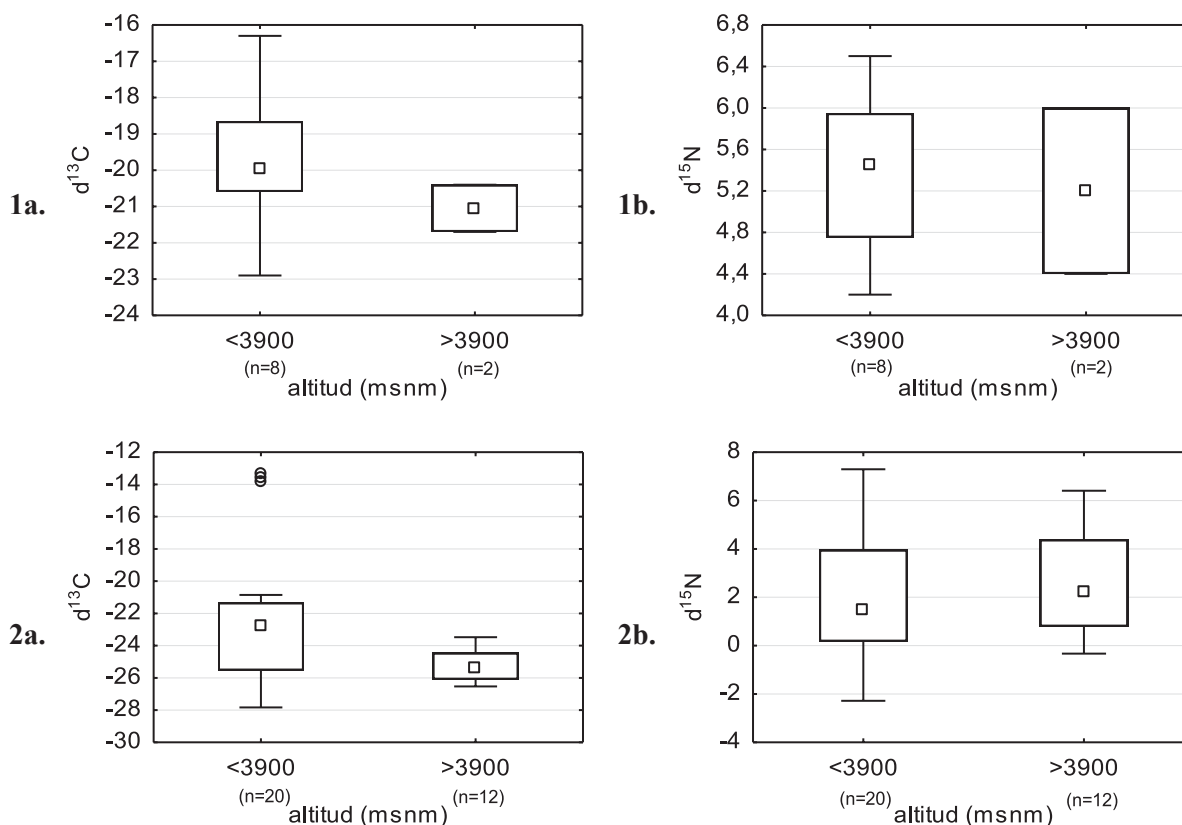 1a.
d13C
-16
-17
-18
-19
-20
-21
-22
-23
-24
<3900 >3900
(n=8) (n=2)
altitud (msnm)
1b.
d15N
6,8
6,4
6,0
5,6
5,2
4,8
4,4
4,0
<3900 >3900
(n=8) (n=2)
altitud (msnm)
2a.
d13C
-12
-14
-16
-18
-20
-22
-24
-26
-28
-30
<3900 >3900
(n=20) (n=12)
altitud (msnm)
2b.
d15N
8
6
4
2
0
-2
-4
<3900 >3900
(n=20) (n=12)
altitud (msnm)